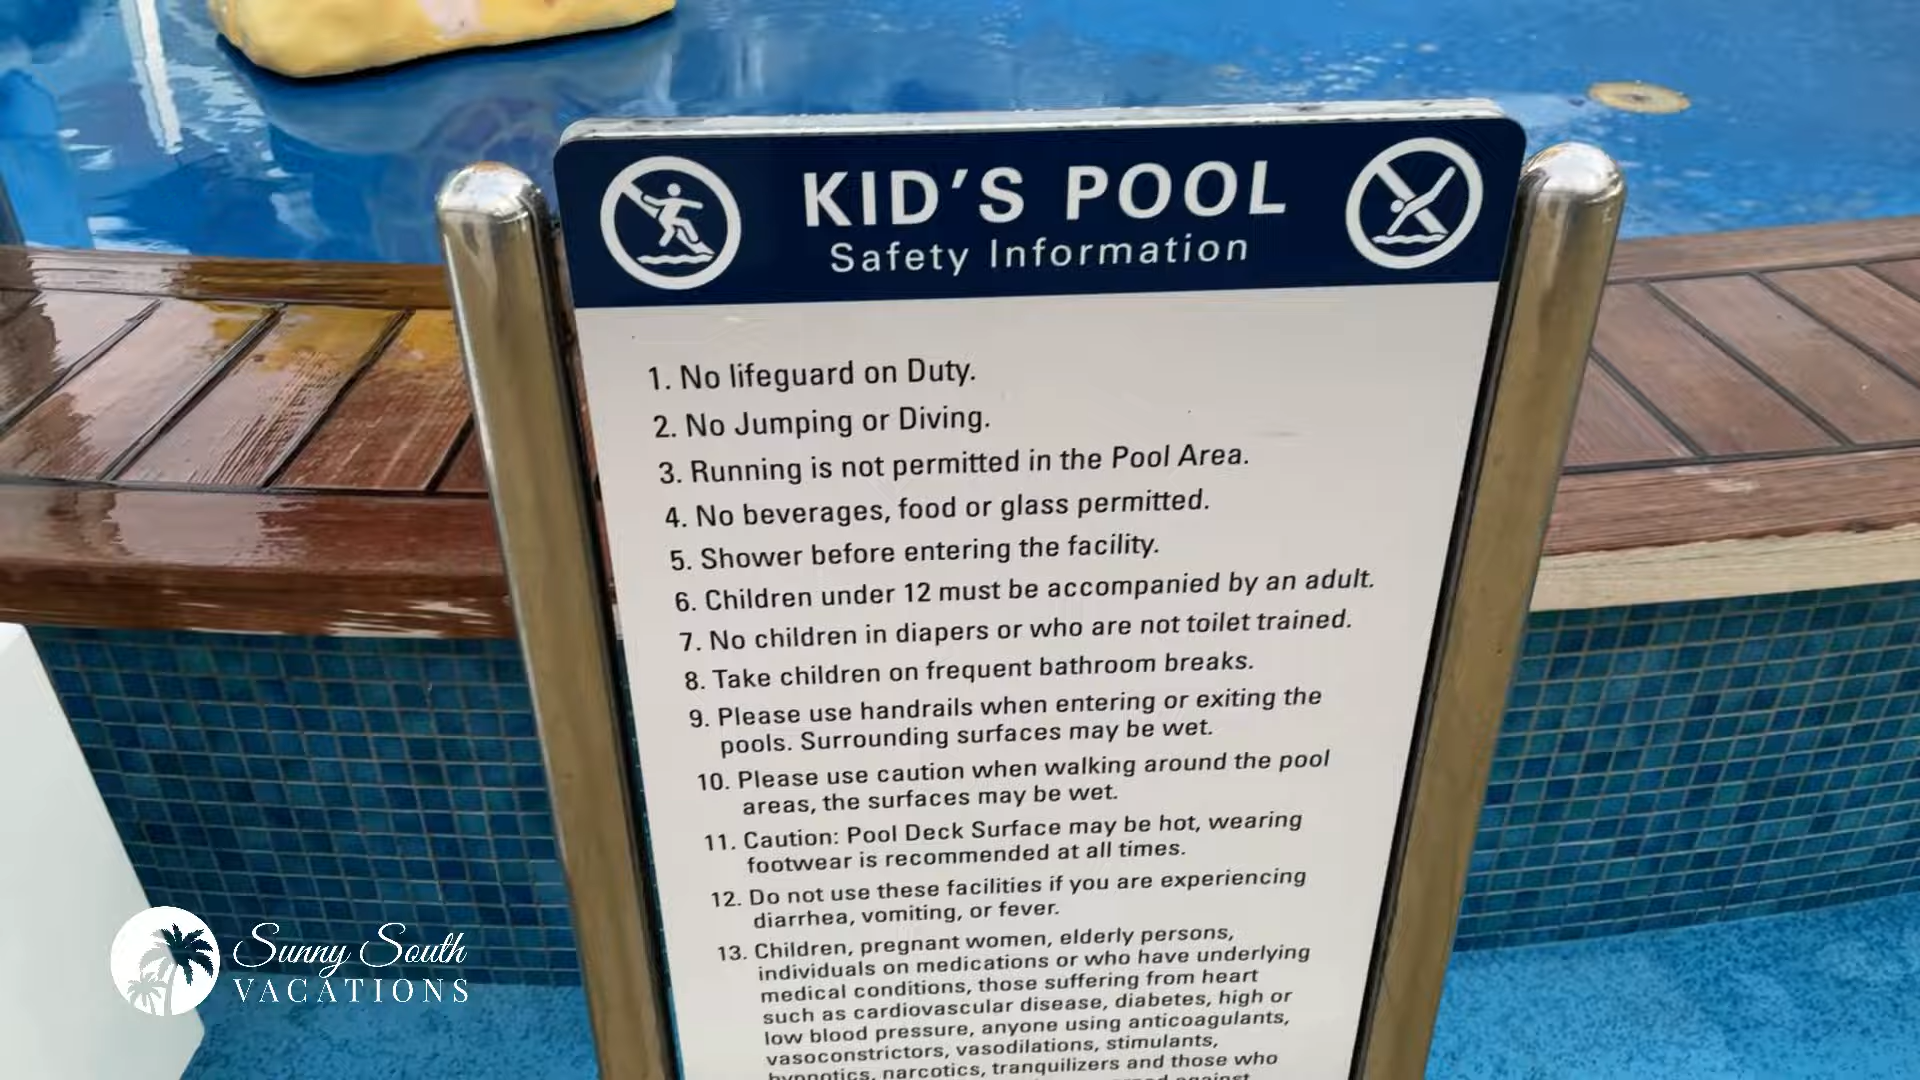 KID'S POOL
Safety Information
1. No lifeguard on Duty.
2. No Jumping or Diving.
3. Running is not permitted in the Pool Area.
4. No beverages, food or glass permitted.
5. Shower before entering the facility.
6. Children under 12 must be accompanied by an adult.
7. No children in diapers or who are not toilet trained.
8. Take children on frequent bathroom breaks.
9. Please use handrails when entering or exiting the
pools. Surrounding surfaces may be wet.
10. Please use caution when walking around the pool
areas, the surfaces may be wet.
11. Caution: Pool Deck Surface may be hot, wearing
footwear is recommended at all times.
12. Do not use these facilities if you are experiencing
diarrhea, vomiting, or fever.
13. Children, pregnant women, elderly persons,
individuals on medications or who have underlying
medical conditions, those suffering from heart
such as cardiovascular disease, diabetes, high or
low blood pressure, anyone using anticoagulants,
vasoconstrictors, vasodilations, stimulants,
hypnotics, narcotics, tranquilizers and those who
against
Sunny South
VACATIONS